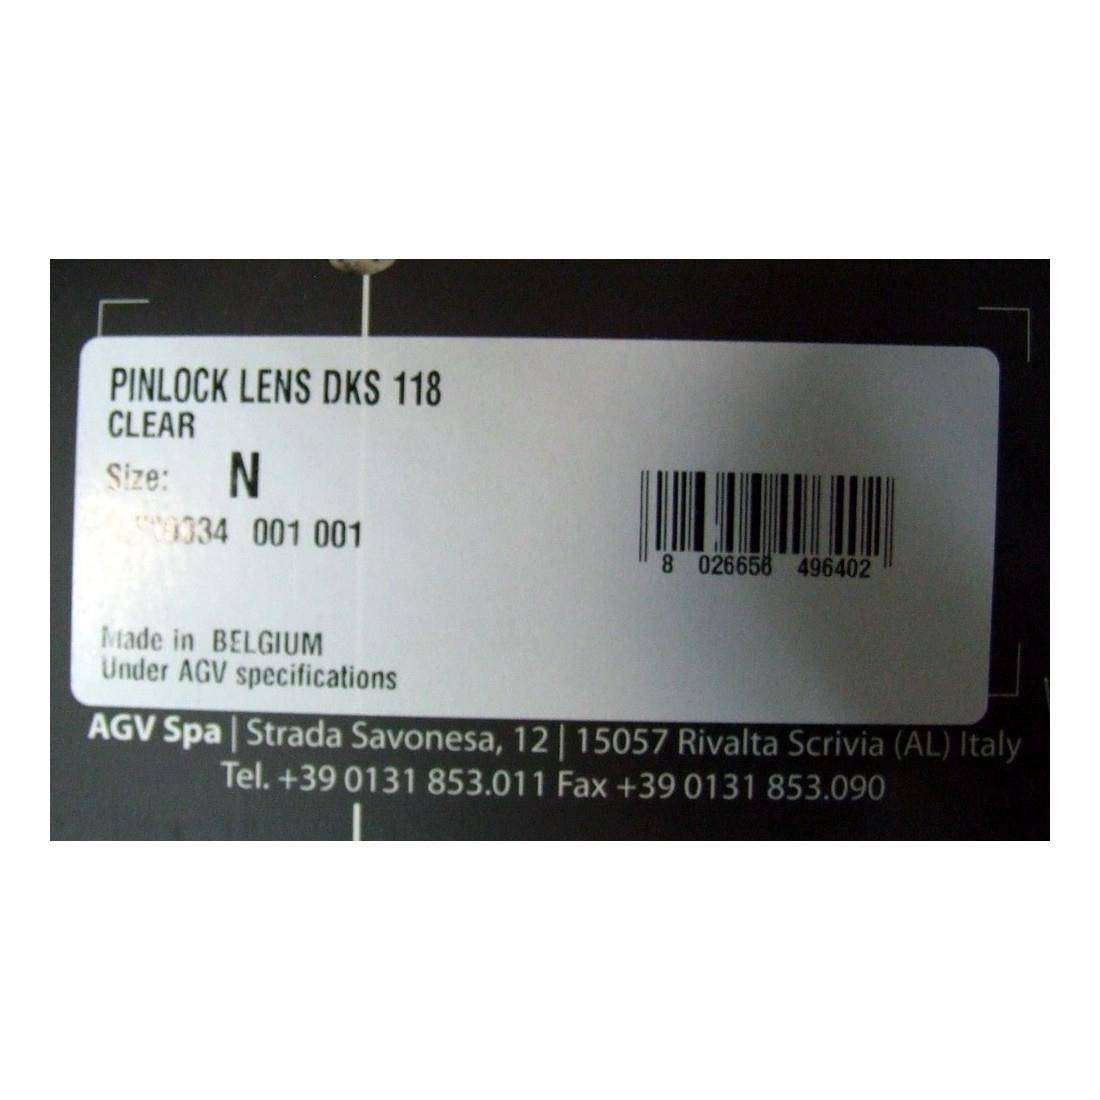 PINLOCK LENS DKS 118
CLEAR
Size: N
001 001
8 026656 496402
Made in BELGIUM
Under AGV specifications
AGV Spa | Strada Savonesa, 12 | 15057 Rivalta Scrivia (AL) Italy
Tel. +39 0131 853.011 Fax +39 0131 853.090